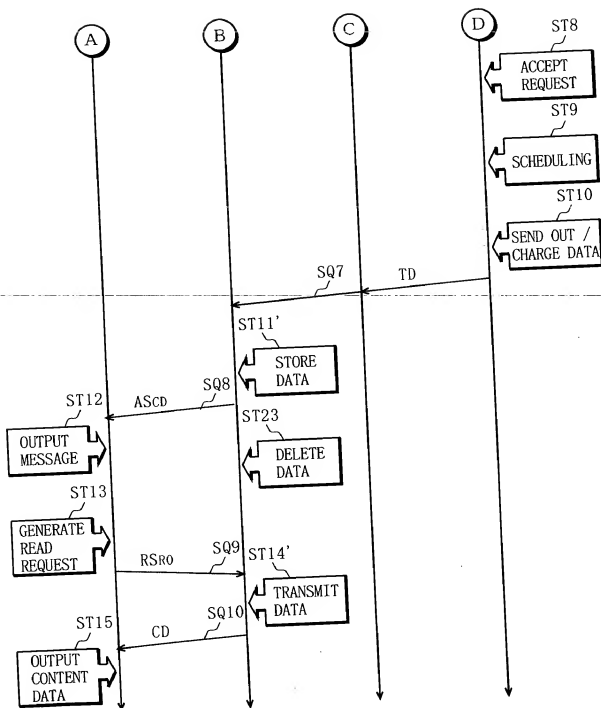 A
B
C
D
ST8
ACCEPT
REQUEST
ST9
SCHEDULING
ST10
SEND OUT /
CHARGE DATA
TD
SQ7
ST11'
STORE
DATA
SQ8
ASCD
ST12
OUTPUT
MESSAGE
ST23
DELETE
DATA
ST13
GENERATE
READ
REQUEST
RSRO
SQ9
ST14'
TRANSMIT
DATA
SQ10
CD
ST15
OUTPUT
CONTENT
DATA